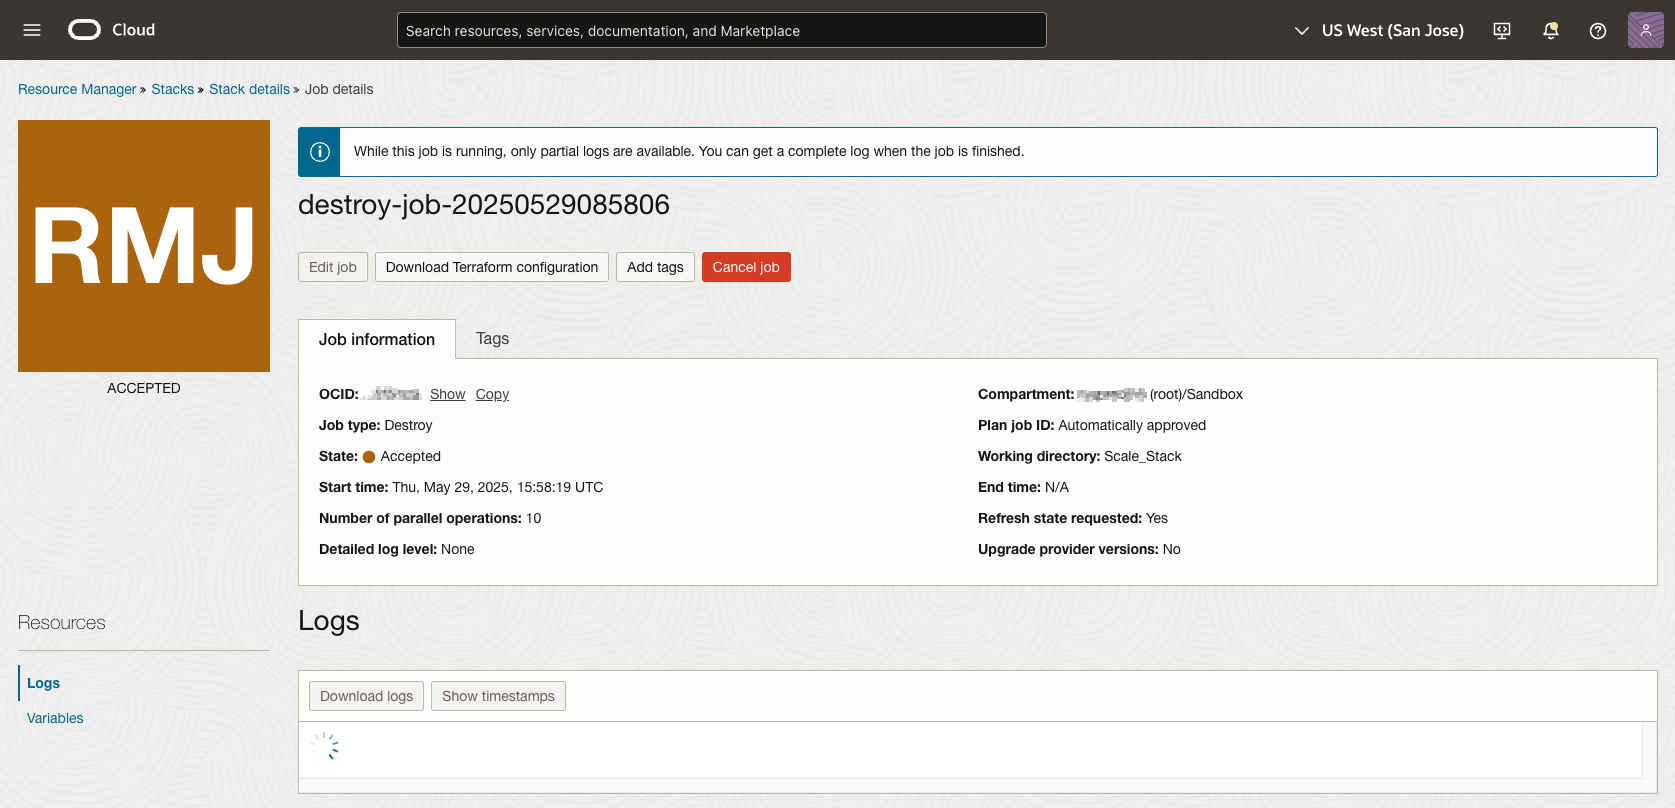 Cloud
Search resources, services, documentation, and Marketplace
US West (San Jose)
Resource Manager » Stacks » Stack details » Job details
RMJ
ACCEPTED
While this job is running, only partial logs are available. You can get a complete log when the job is finished.
destroy-job-20250529085806
Edit job Download Terraform configuration Add tags Cancel job
Job information Tags
OCID: Show Copy
Job type: Destroy
State: Accepted
Start time: Thu, May 29, 2025, 15:58:19 UTC
Number of parallel operations: 10
Detailed log level: None
Compartment: (root)/Sandbox
Plan job ID: Automatically approved
Working directory: Scale_Stack
End time: N/A
Refresh state requested: Yes
Upgrade provider versions: No
Resources
Logs
Variables
Logs
Download logs Show timestamps